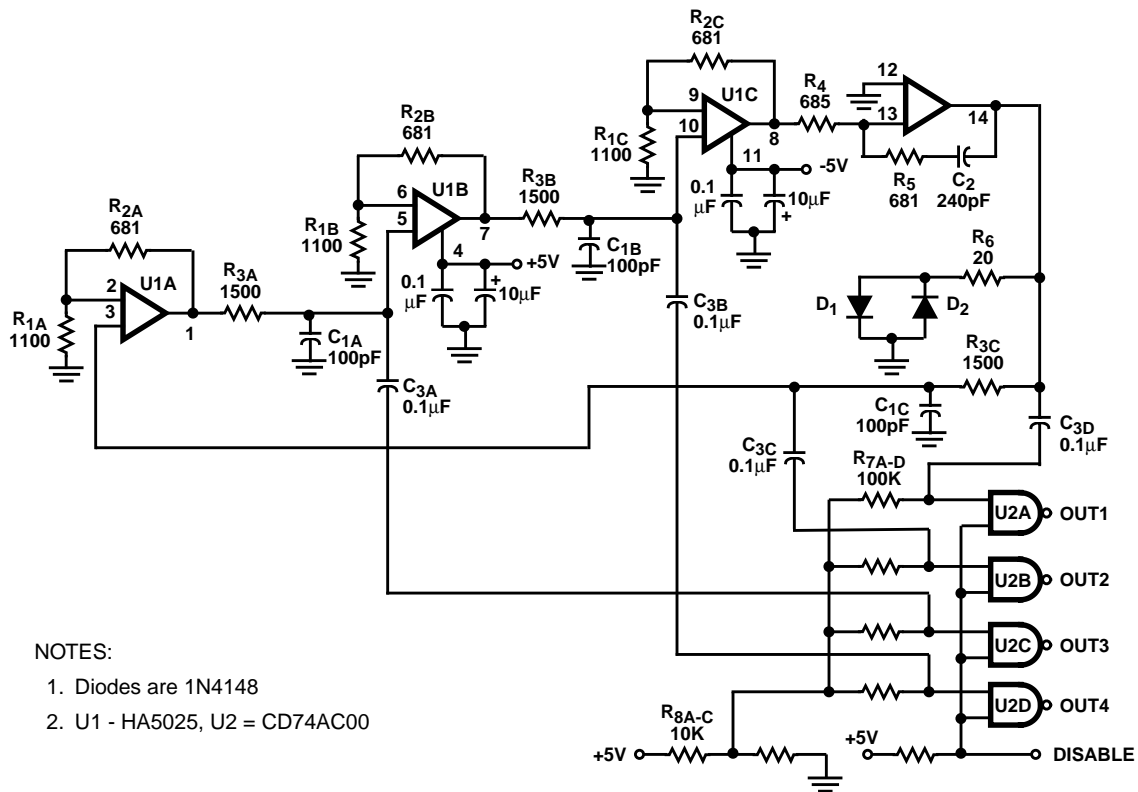 R2C
681
U1C
9
10
8
R1C
1100
R4
685
12
13
14
11
-5V
0.1
μF
10μF
+
R5
681
C2
240pF
R2B
681
U1B
6
5
7
R1B
1100
R3B
1500
4
+5V
0.1
μF
+
10μF
C1B
100pF
R2A
681
U1A
2
3
1
R1A
1100
R3A
1500
C1A
100pF
C3A
0.1μF
C3B
0.1μF
R6
20
D1
D2
R3C
1500
C1C
100pF
C3D
0.1μF
C3C
0.1μF
R7A-D
100K
U2A
OUT1
U2B
OUT2
U2C
OUT3
U2D
OUT4
R8A-C
10K
+5V
+5V
DISABLE
NOTES:
1. Diodes are 1N4148
2. U1 - HA5025, U2 = CD74AC00